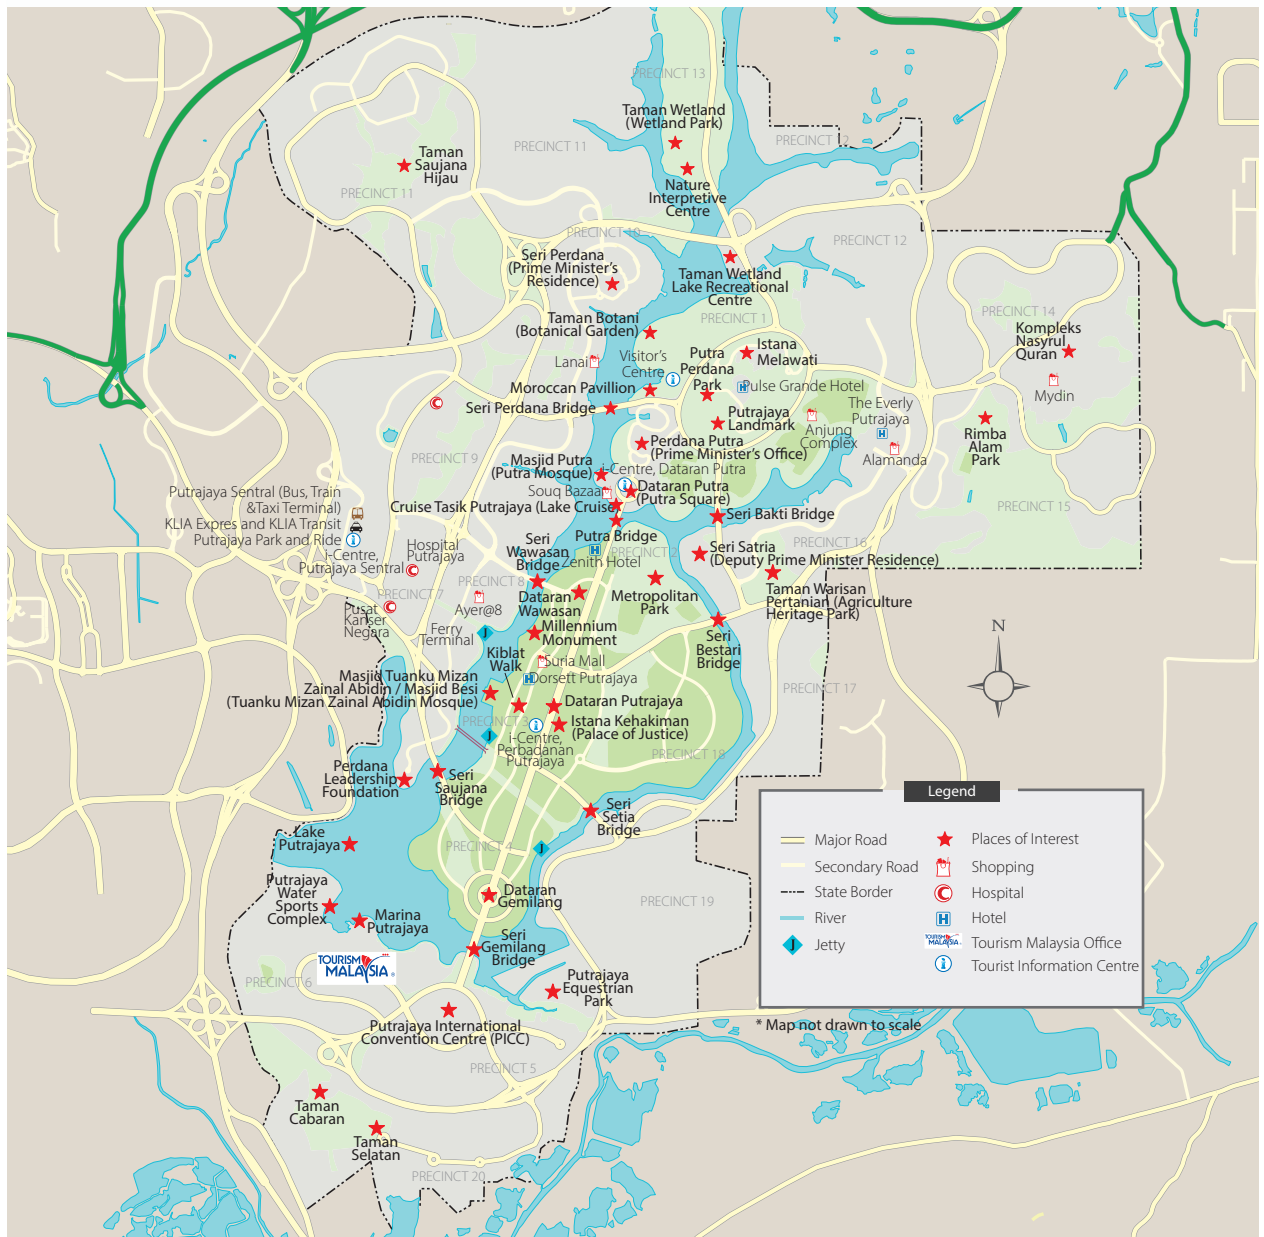 PRECINCT 13
Taman Wetland
(Wetland Park)
PRECINCT 12
PRECINCT 11
Taman
Saujana
Hijau
PRECINCT 11
Nature
Interpretive
Centre
PRECINCT 10
PRECINCT 12
Seri Perdana
(Prime Minister's
Residence)
Taman Wetland
Lake Recreational
Centre
PRECINCT 1
PRECINCT 14
Taman Botani
(Botanical Garden)
Kompleks
Nasyrul
Quran
Istana
Melawati
Lanai
Visitor's
Centre
Putra
Perdana
Park
Moroccan Pavillion
H
Pulse Grande Hotel
Mydin
Seri Perdana Bridge
The Everly
Putrajaya
H
Putrajaya
Landmark
Anjung
Complex
Rimba
Alam
Park
Alamanda
Perdana Putra
(Prime Minister's Office)
PRECINCT 9
Masjid Putra
(Putra Mosque)
i-Centre, Dataran Putra
Souq Bazaar
Dataran Putra
(Putra Square)
Putrajaya Sentral (Bus, Train
&Taxi Terminal)
KLIA Expres and KLIA Transit
Putrajaya Park and Ride
i-Centre,
Putrajaya Sentral
Cruise Tasik Putrajaya (Lake Cruise)
Seri Bakti Bridge
PRECINCT 15
Putra Bridge
Hospital
Putrajaya
Seri
Wawasan
Bridge
H
Zenith Hotel
PRECINCT 2
Seri Satria
(Deputy Prime Minister Residence)
PRECINCT 16
PRECINCT 8
PRECINCT 7
Pusat
Kanser
Negara
Ayer@8
Dataran
Wawasan
Metropolitan
Park
Taman Warisan
Pertanian (Agriculture
Heritage Park)
Ferry
Terminal
J
Millennium
Monument
Seri
Bestari
Bridge
N
Kiblat
Walk
Suria Mall
H
Dorsett Putrajaya
Masjid Tuanku Mizan
Zainal Abidin / Masjid Besi
(Tuanku Mizan Zainal Abidin Mosque)
PRECINCT 17
Dataran Putrajaya
PRECINCT 3
J
Istana Kehakiman
(Palace of Justice)
i-Centre,
Perbadanan
Putrajaya
PRECINCT 18
Perdana
Leadership
Foundation
Seri
Saujana
Bridge
Seri
Setia
Bridge
Lake
Putrajaya
PRECINCT 4
J
Putrajaya
Water
Sports
Complex
Dataran
Gemilang
PRECINCT 19
Marina
Putrajaya
Seri
Gemilang
Bridge
TOURISM
MALAYSIA
PRECINCT 6
Putrajaya
Equestrian
Park
Putrajaya International
Convention Centre (PICC)
PRECINCT 5
Taman
Cabaran
Taman
Selatan
PRECINCT 20
Legend
Major Road
Secondary Road
State Border
River
J
Jetty
Places of Interest
Shopping
Hospital
H
Hotel
TOURISM
MALAYSIA
Tourism Malaysia Office
Tourist Information Centre
* Map not drawn to scale